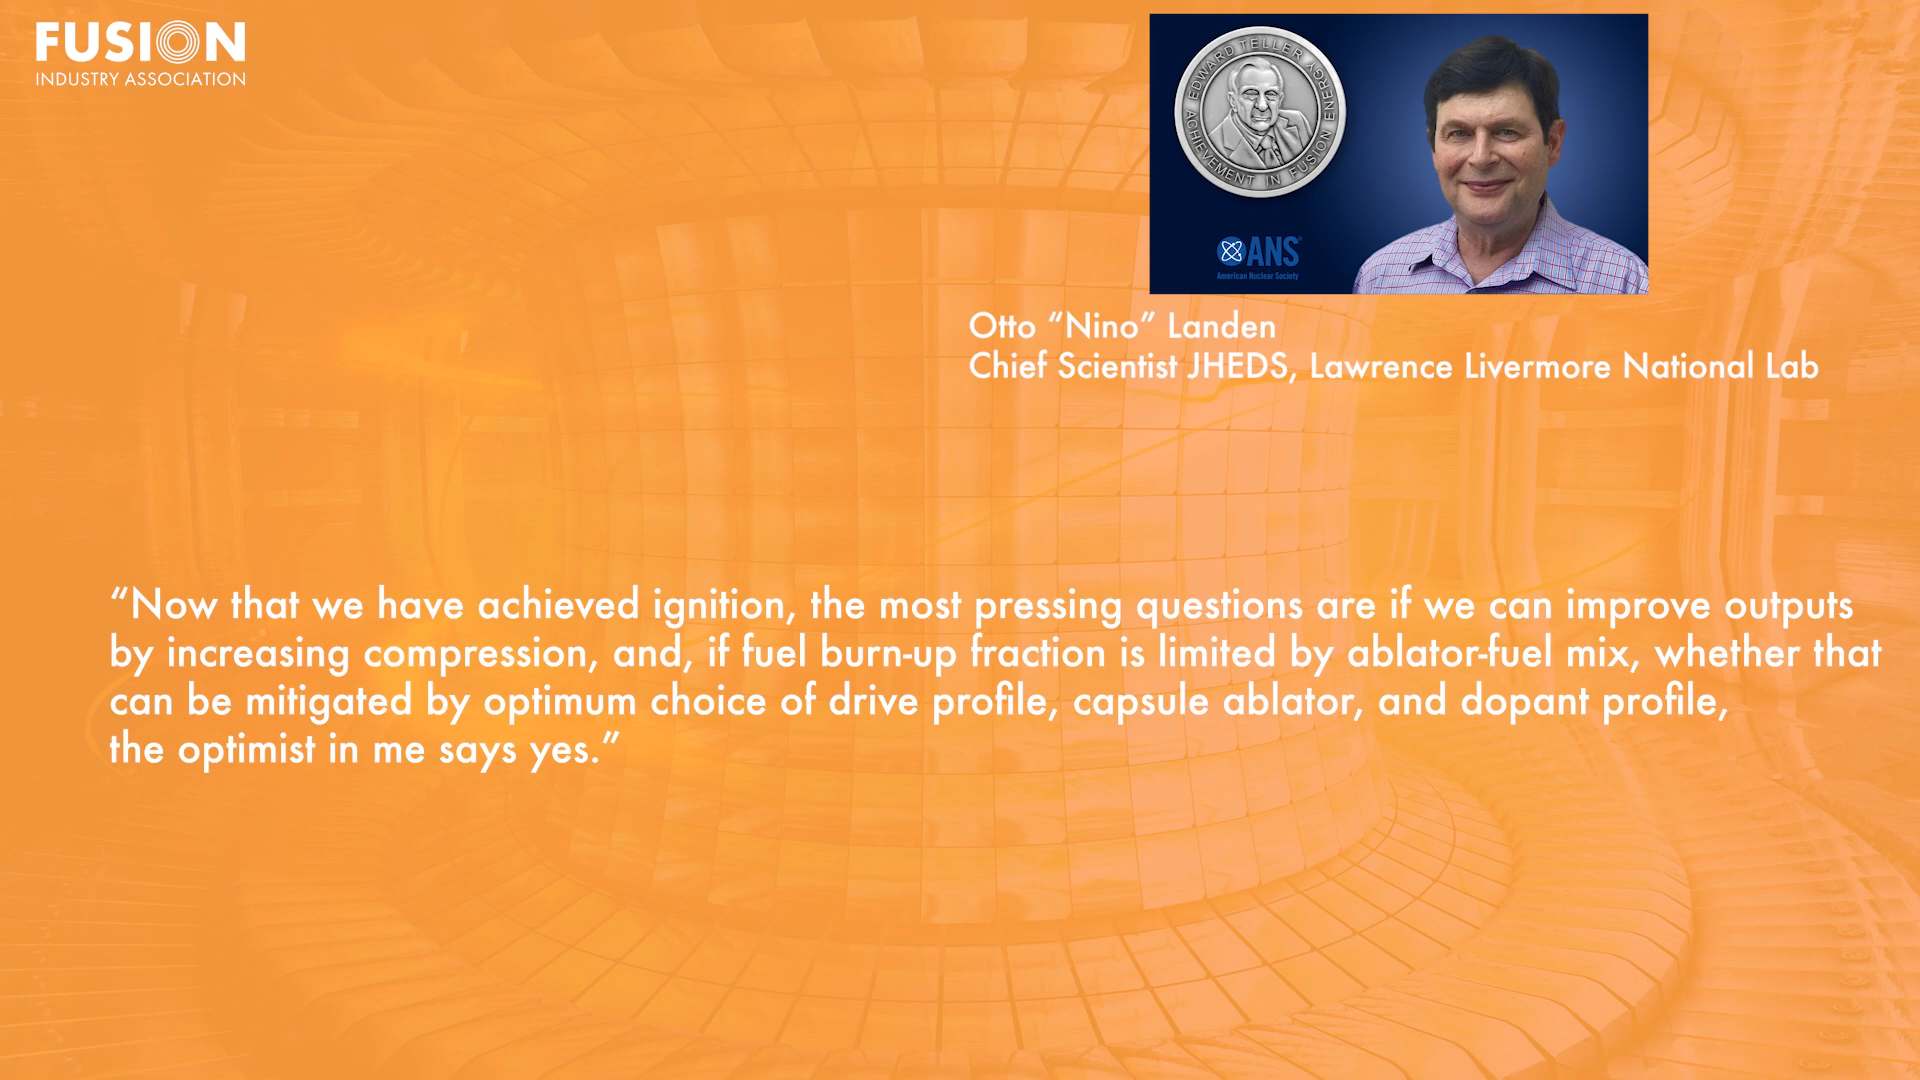 FUSION
INDUSTRY ASSOCIATION
EDWARD TELLER
ACHIEVEMENT IN FUSION ENERGY
ANS
American Nuclear Society
Otto “Nino” Landen
Chief Scientist JHEDS, Lawrence Livermore National Lab
“Now that we have achieved ignition, the most pressing questions are if we can improve outputs
by increasing compression, and, if fuel burn-up fraction is limited by ablator-fuel mix, whether that
can be mitigated by optimum choice of drive profile, capsule ablator, and dopant profile,
the optimist in me says yes.”